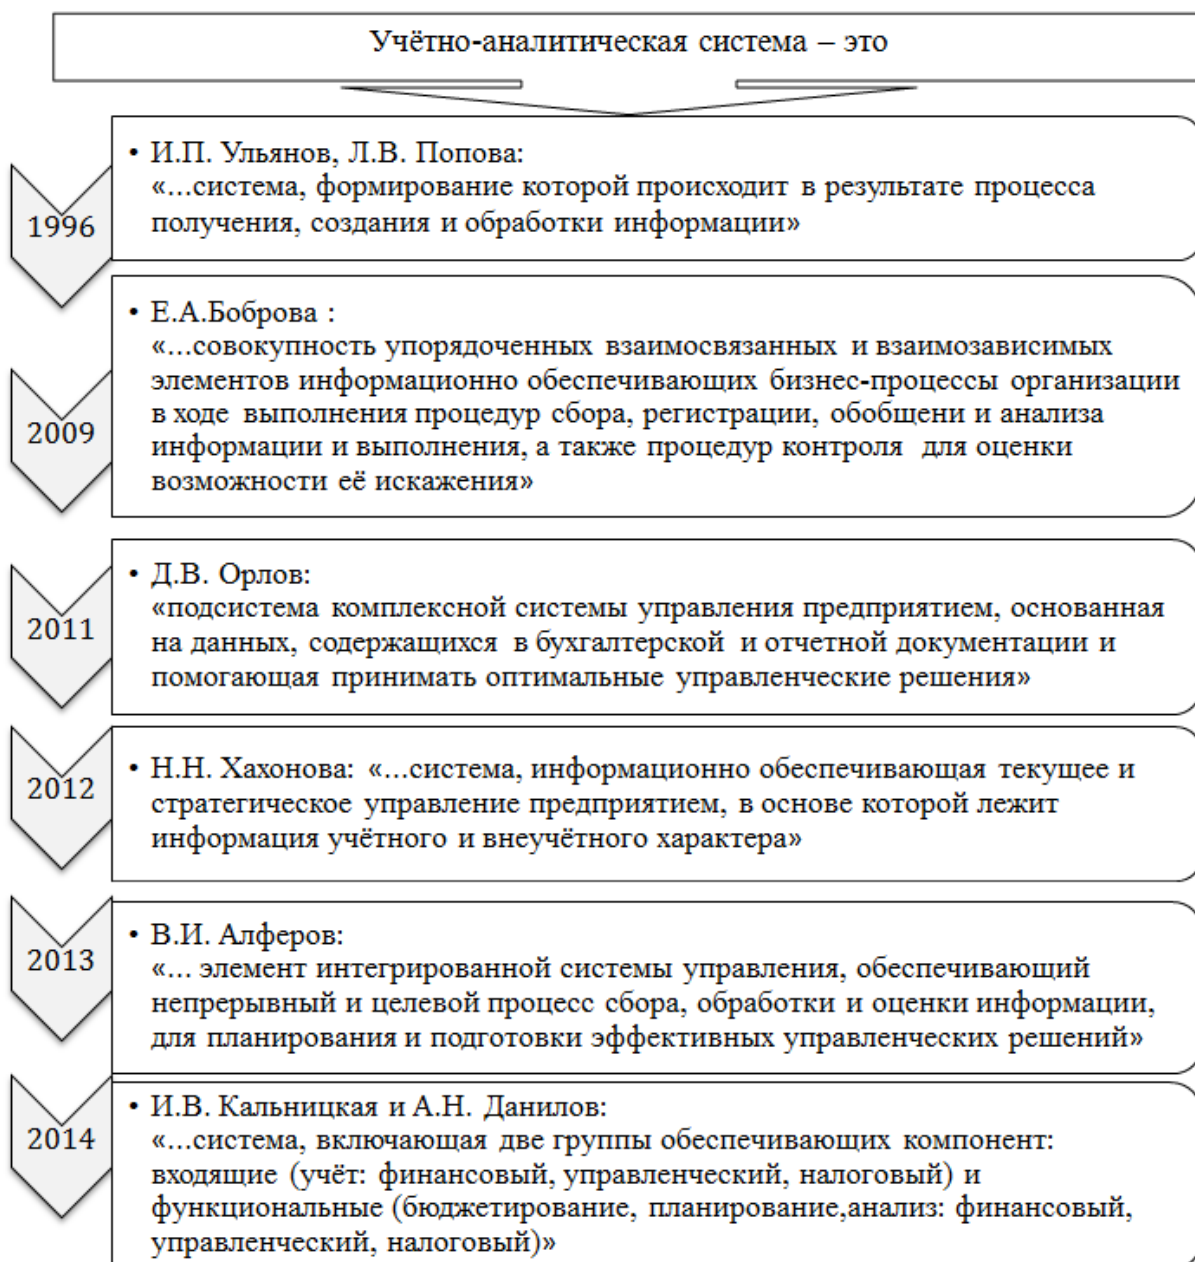 Учётно-аналитическая система – это
• И.П. Ульянов, Л.В. Попова:
«…система, формирование которой происходит в результате процесса
получения, создания и обработки информации»
1996
• Е.А.Боброва :
«…совокупность упорядоченных взаимосвязанных и взаимозависимых
элементов информационно обеспечивающих бизнес-процессы организации
в ходе выполнения процедур сбора, регистрации, обобщени и анализа
информации и выполнения, а также процедур контроля для оценки
возможности её искажения»
2009
• Д.В. Орлов:
«подсистема комплексной системы управления предприятием, основанная
на данных, содержащихся в бухгалтерской и отчетной документации и
помогающая принимать оптимальные управленческие решения»
2011
• Н.Н. Хахонова: «…система, информационно обеспечивающая текущее и
стратегическое управление предприятием, в основе которой лежит
информация учётного и внеучётного характера»
2012
• В.И. Алферов:
«… элемент интегрированной системы управления, обеспечивающий
непрерывный и целевой процесс сбора, обработки и оценки информации,
для планирования и подготовки эффективных управленческих решений»
2013
• И.В. Кальницкая и А.Н. Данилов:
«…система, включающая две группы обеспечивающих компонент:
входящие (учёт: финансовый, управленческий, налоговый) и
функциональные (бюджетирование, планирование,анализ: финансовый,
управленческий, налоговый)»
2014